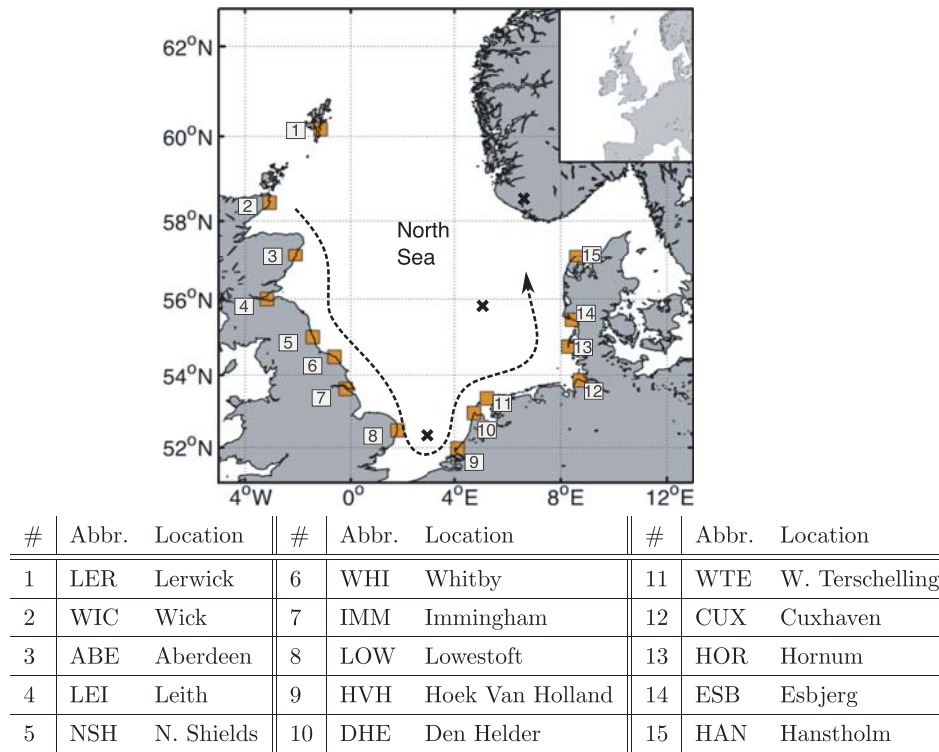 62°N
60°N
58°N
56°N
54°N
52°N
4°W 0° 4°E 8°E 12°E
North
Sea
1
2
3
4
5
6
7
8
9
10
11
12
13
14
15
# Abbr. Location # Abbr. Location # Abbr. Location
1 LER Lerwick 6 WHI Whitby 11 WTE W. Terschelling
2 WIC Wick 7 IMM Immingham 12 CUX Cuxhaven
3 ABE Aberdeen 8 LOW Lowestoft 13 HOR Hornum
4 LEI Leith 9 HVH Hoek Van Holland 14 ESB Esbjerg
5 NSH N. Shields 10 DHE Den Helder 15 HAN Hanstholm